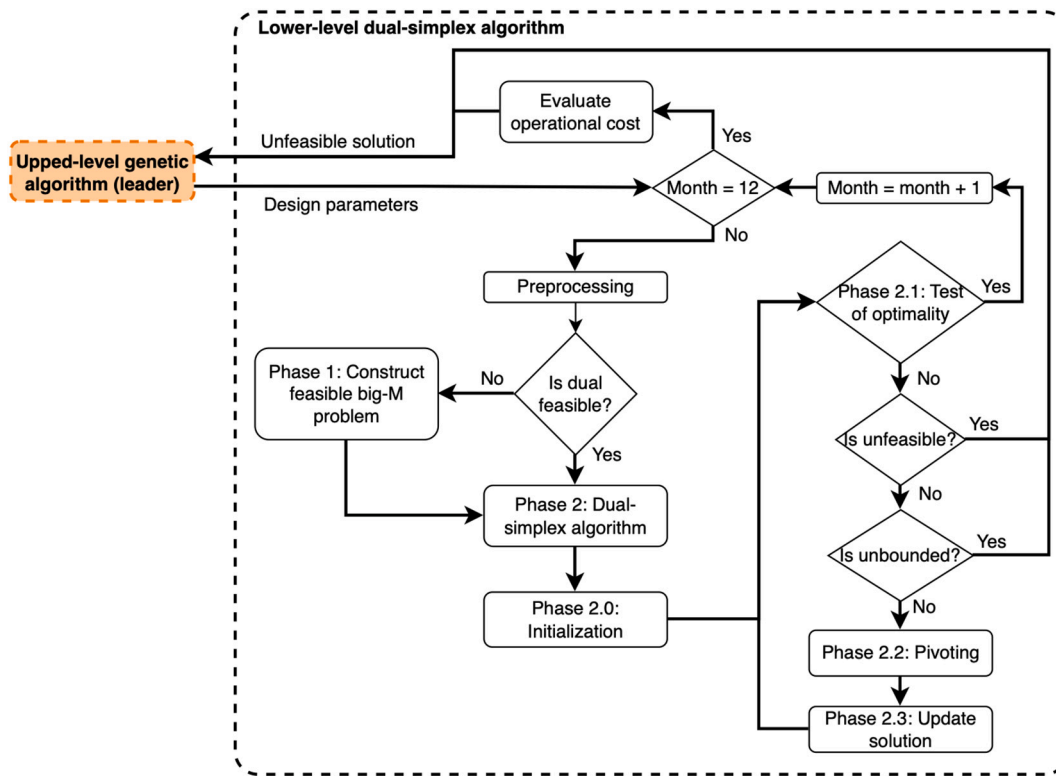 Lower-level dual-simplex algorithm
Evaluate
operational cost
Unfeasible solution
Yes
Upped-level genetic
algorithm (leader)
Month = 12
Month = month + 1
Design parameters
No
Preprocessing
Phase 2.1: Test
of optimality
Yes
Phase 1: Construct
feasible big-M
problem
No
Is dual
feasible?
No
Yes
Is unfeasible?
Yes
Phase 2: Dual-
simplex algorithm
No
Is unbounded?
Yes
Phase 2.0:
Initialization
No
Phase 2.2: Pivoting
Phase 2.3: Update
solution